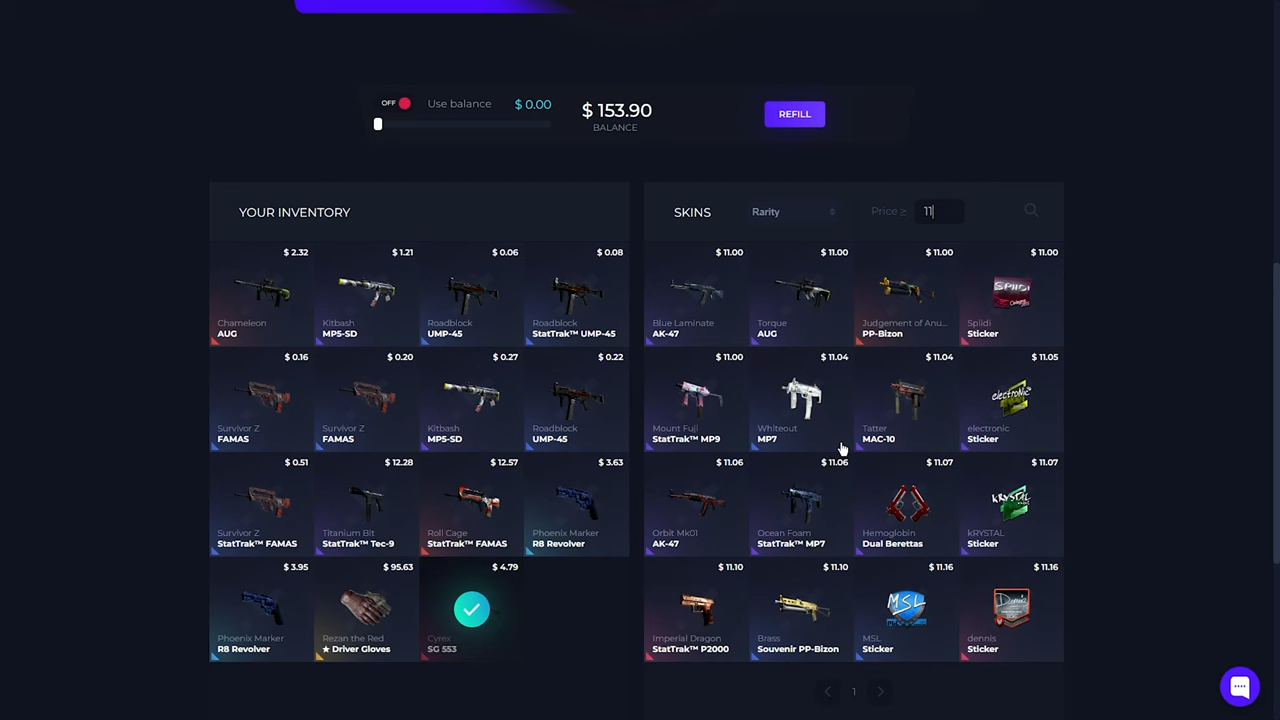 OFF Use balance $ 0.00
$ 153.90
BALANCE
REFILL
YOUR INVENTORY
$ 2.32 $ 1.21 $ 0.06 $ 0.08
Chameleon Kitbash Roadblock Roadblock
AUG MP5-SD UMP-45 StatTrak™ UMP-45
$ 0.16 $ 0.20 $ 0.27 $ 0.22
Survivor Z Survivor Z Kitbash Roadblock
FAMAS FAMAS MP5-SD UMP-45
$ 0.51 $ 12.28 $ 12.57 $ 3.63
Survivor Z Titanium Bit Roll Cage Phoenix Marker
StatTrak™ FAMAS StatTrak™ Tec-9 StatTrak™ FAMAS R8 Revolver
$ 3.95 $ 95.63 $ 4.79
Phoenix Marker Rezan the Red Cyrex
R8 Revolver ★ Driver Gloves SG 553
SKINS Rarity Price ≥ 11
$ 11.00 $ 11.00 $ 11.00 $ 11.00
Blue Laminate Torque Judgement of Anu... Spiidi
AK-47 AUG PP-Bizon Sticker
$ 11.00 $ 11.04 $ 11.04 $ 11.05
Mount Fuji Whiteout Tatter electronic
StatTrak™ MP9 MP7 MAC-10 Sticker
$ 11.06 $ 11.06 $ 11.07 $ 11.07
Orbit Mk01 Ocean Foam Hemoglobin kRYSTAL
AK-47 StatTrak™ MP7 Dual Berettas Sticker
$ 11.10 $ 11.10 $ 11.16 $ 11.16
Imperial Dragon Brass MSL dennis
StatTrak™ P2000 Souvenir PP-Bizon Sticker Sticker
1